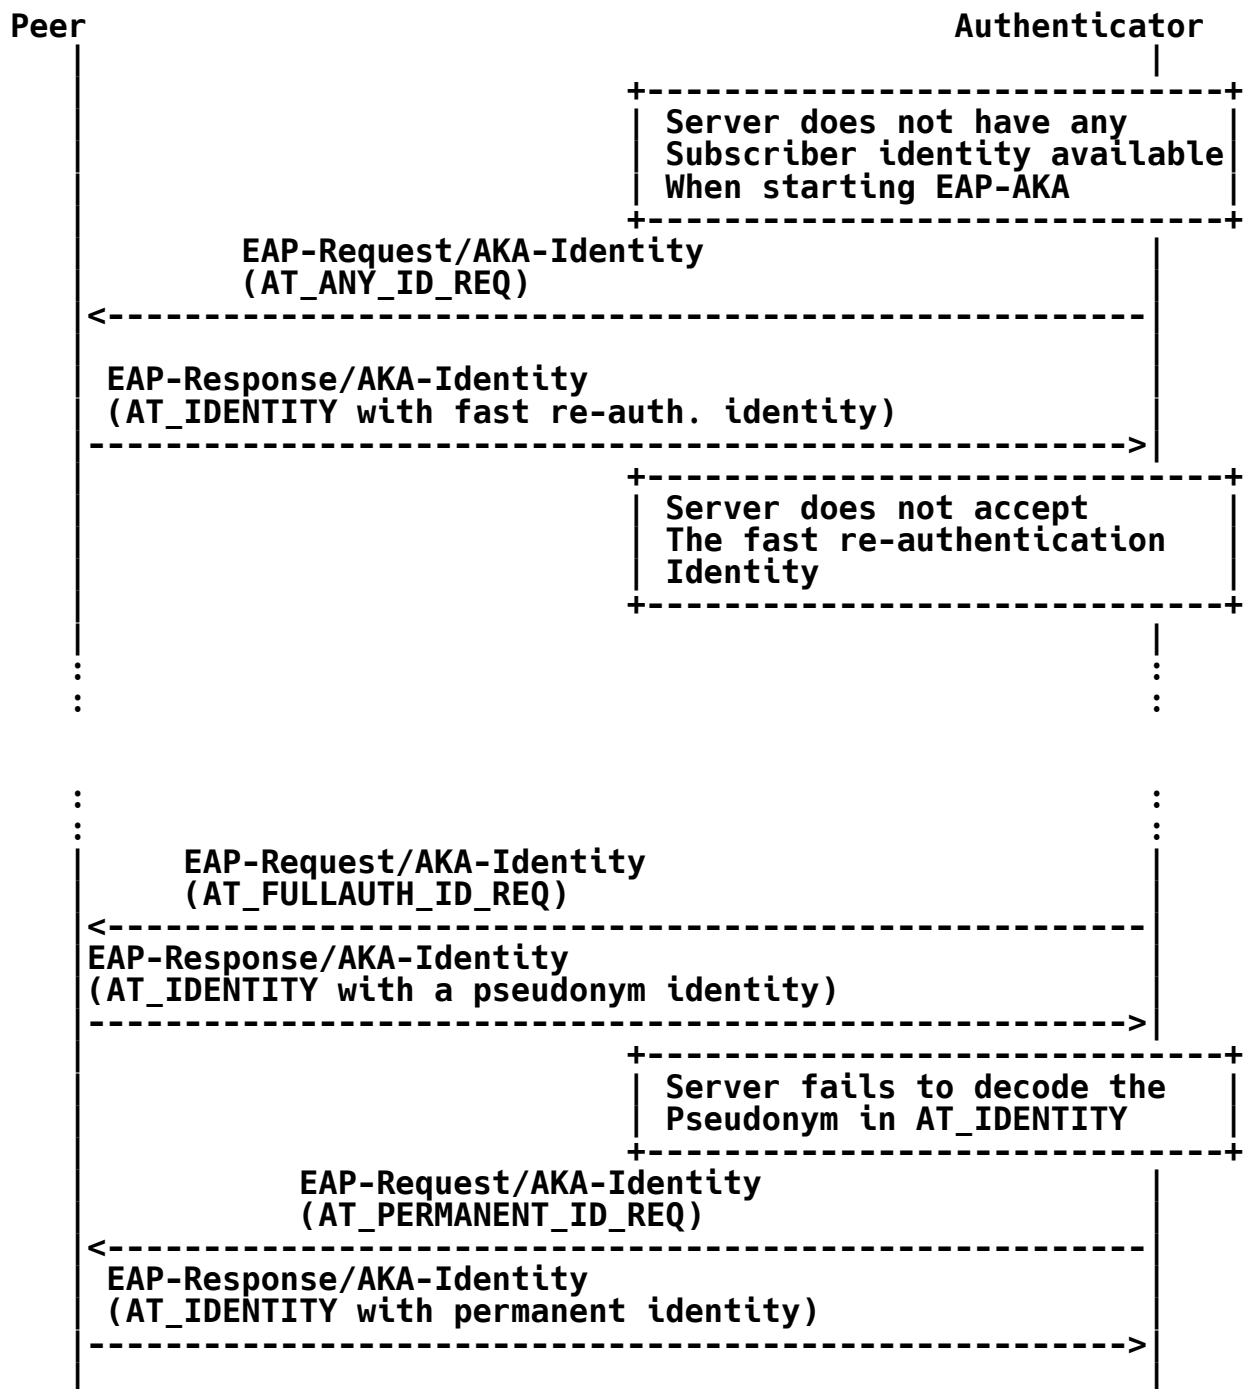 Peer Authenticator
Server does not have any
Subscriber identity available
When starting EAP-AKA
EAP-Request/AKA-Identity
(AT_ANY_ID_REQ)
EAP-Response/AKA-Identity
(AT_IDENTITY with fast re-auth. identity)
Server does not accept
The fast re-authentication
Identity
EAP-Request/AKA-Identity
(AT_FULLAUTH_ID_REQ)
EAP-Response/AKA-Identity
(AT_IDENTITY with a pseudonym identity)
Server fails to decode the
Pseudonym in AT_IDENTITY
EAP-Request/AKA-Identity
(AT_PERMANENT_ID_REQ)
EAP-Response/AKA-Identity
(AT_IDENTITY with permanent identity)